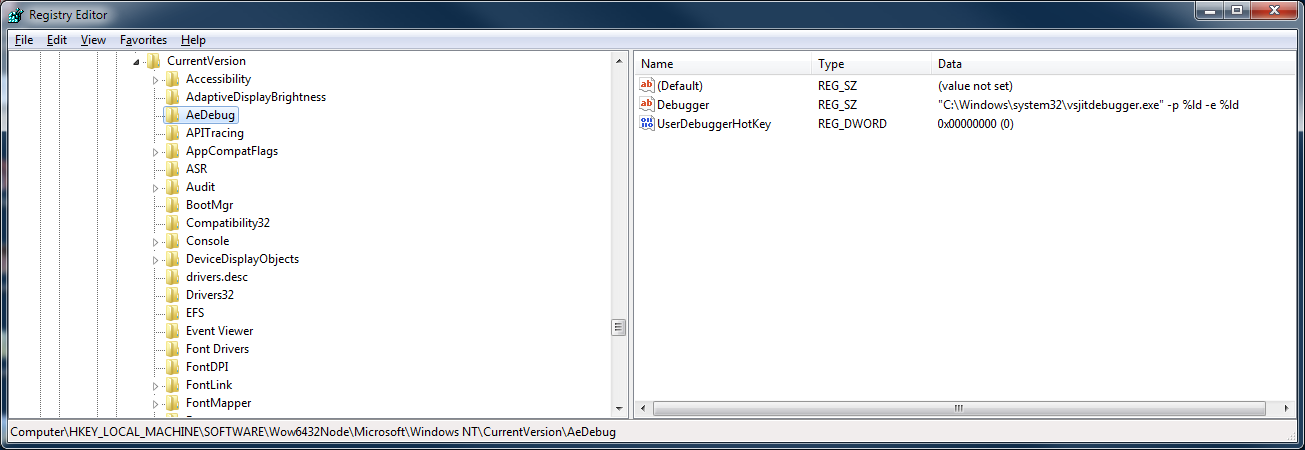 Registry Editor
File Edit View Favorites Help
CurrentVersion
Accessibility
AdaptiveDisplayBrightness
AeDebug
APITracing
AppCompatFlags
ASR
Audit
BootMgr
Compatibility32
Console
DeviceDisplayObjects
drivers.desc
Drivers32
EFS
Event Viewer
Font Drivers
FontDPI
FontLink
FontMapper
Name Type Data
(Default) REG_SZ (value not set)
Debugger REG_SZ "C:\Windows\system32\vsjitdebugger.exe" -p %ld -e %ld
UserDebuggerHotKey REG_DWORD 0x00000000 (0)
Computer\HKEY_LOCAL_MACHINE\SOFTWARE\Wow6432Node\Microsoft\Windows NT\CurrentVersion\AeDebug